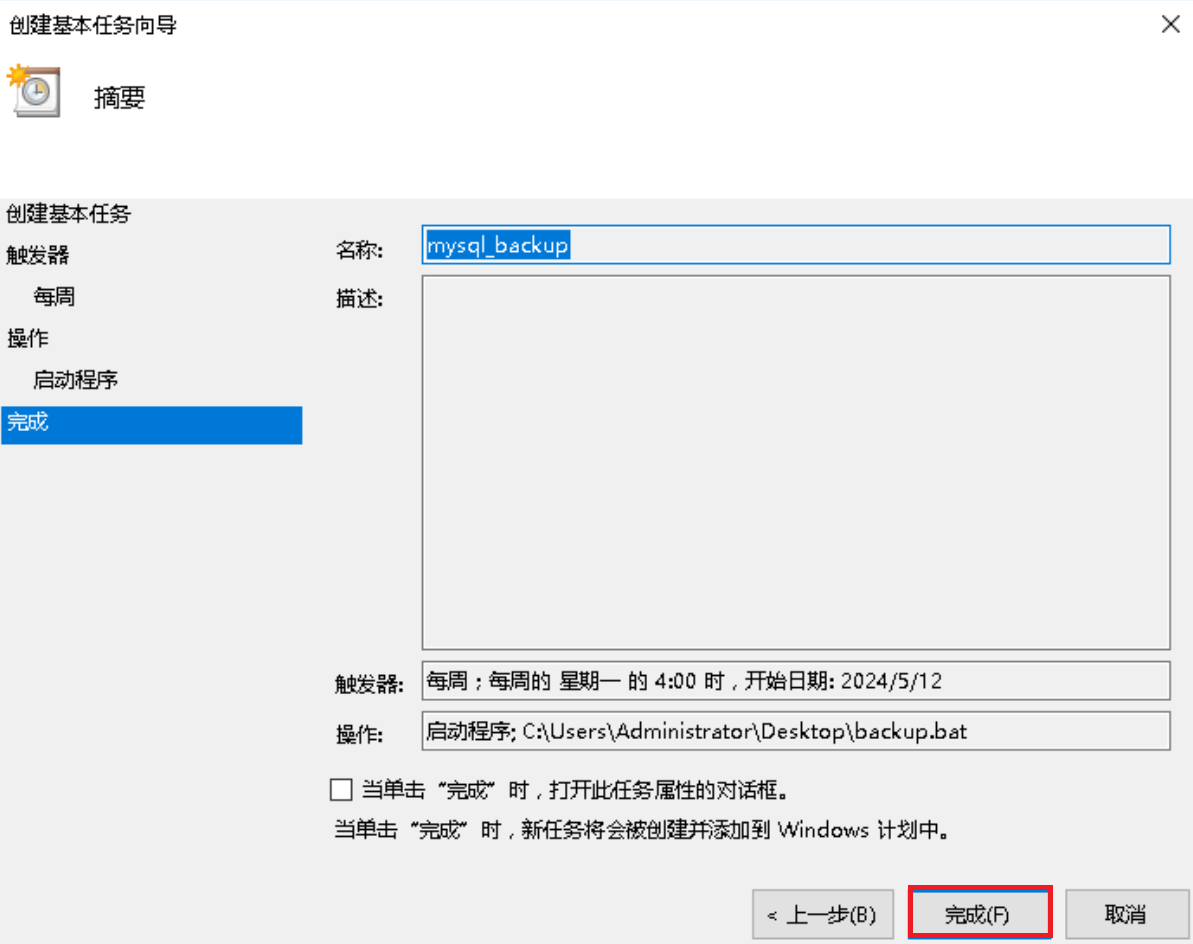 创建基本任务向导
摘要
创建基本任务
触发器
每周
操作
启动程序
完成
名称: mysql_backup
描述:
触发器: 每周；每周的 星期一 的 4:00 时，开始日期: 2024/5/12
操作: 启动程序; C:\Users\Administrator\Desktop\backup.bat
当单击“完成”时，打开此任务属性的对话框。
当单击“完成”时，新任务将会被创建并添加到 Windows 计划中。
< 上一步(B) 完成(F) 取消